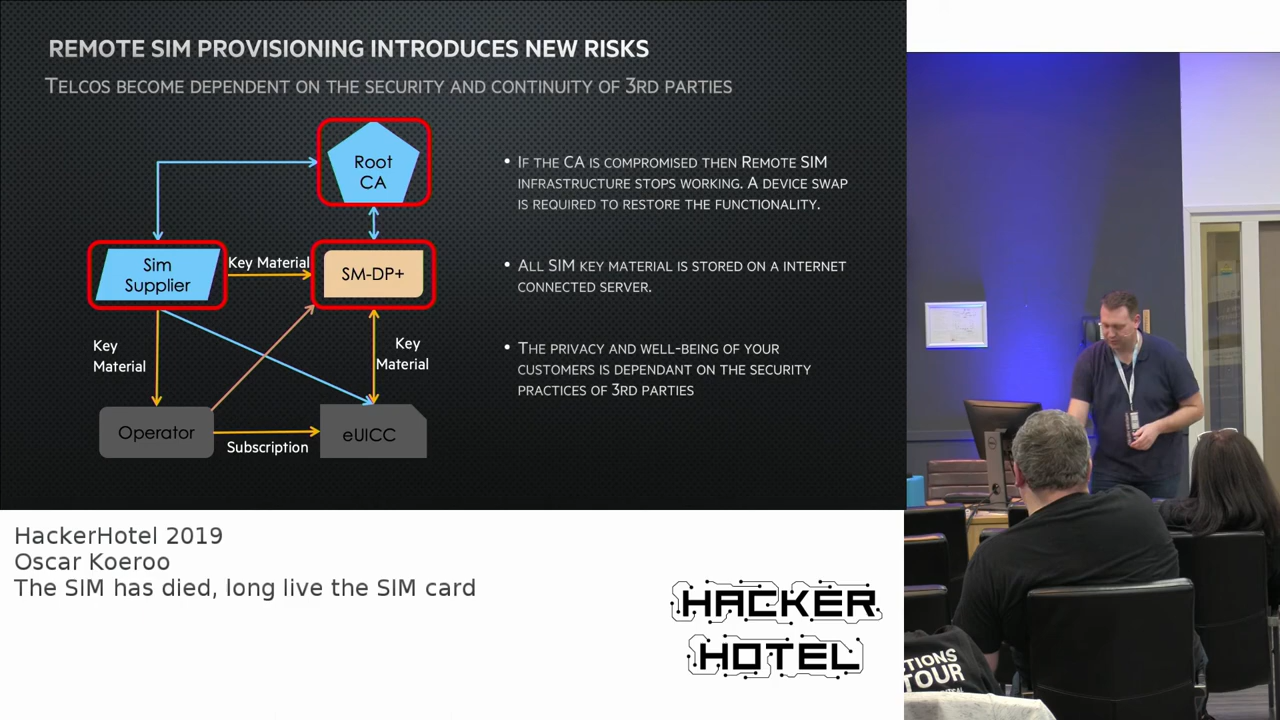 REMOTE SIM PROVISIONING INTRODUCES NEW RISKS
TELCOS BECOME DEPENDENT ON THE SECURITY AND CONTINUITY OF 3RD PARTIES
Root
CA
Sim
Supplier
Key Material
SM-DP+
Key
Material
Key
Material
Operator
Subscription
eUICC
• IF THE CA IS COMPROMISED THEN REMOTE SIM
INFRASTRUCTURE STOPS WORKING. A DEVICE SWAP
IS REQUIRED TO RESTORE THE FUNCTIONALITY.
• ALL SIM KEY MATERIAL IS STORED ON A INTERNET
CONNECTED SERVER.
• THE PRIVACY AND WELL-BEING OF YOUR
CUSTOMERS IS DEPENDANT ON THE SECURITY
PRACTICES OF 3RD PARTIES
HackerHotel 2019
Oscar Koeroo
The SIM has died, long live the SIM card
HACKER
HOTEL
TOUR